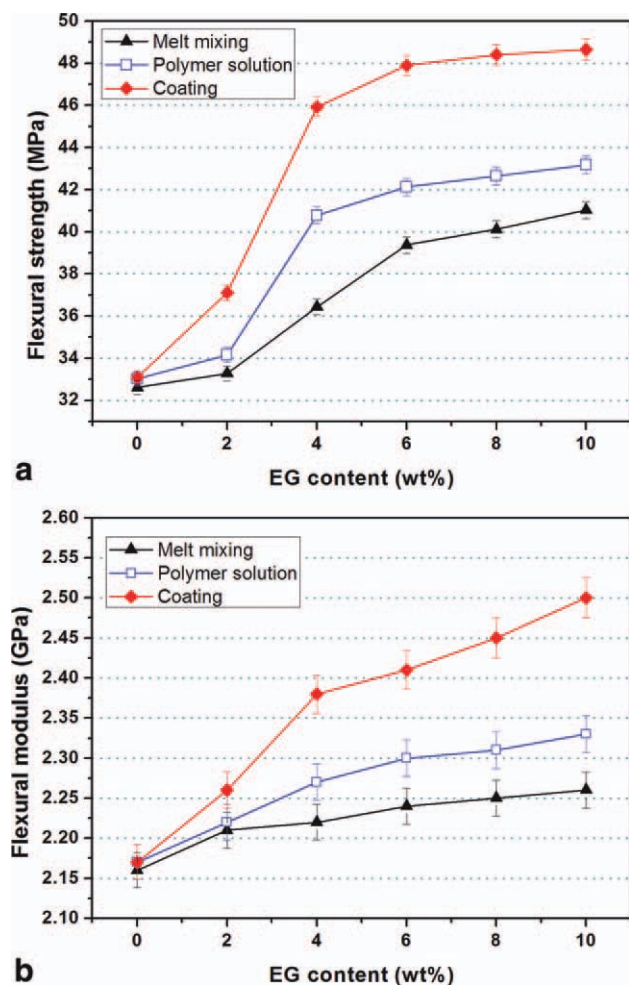 50
48
46
44
42
40
38
36
34
32
Flexural strength (MPa)
Melt mixing
Polymer solution
Coating
0 2 4 6 8 10
EG content (wt%)
a
2.60
2.55
2.50
2.45
2.40
2.35
2.30
2.25
2.20
2.15
2.10
Flexural modulus (GPa)
Melt mixing
Polymer solution
Coating
0 2 4 6 8 10
EG content (wt%)
b